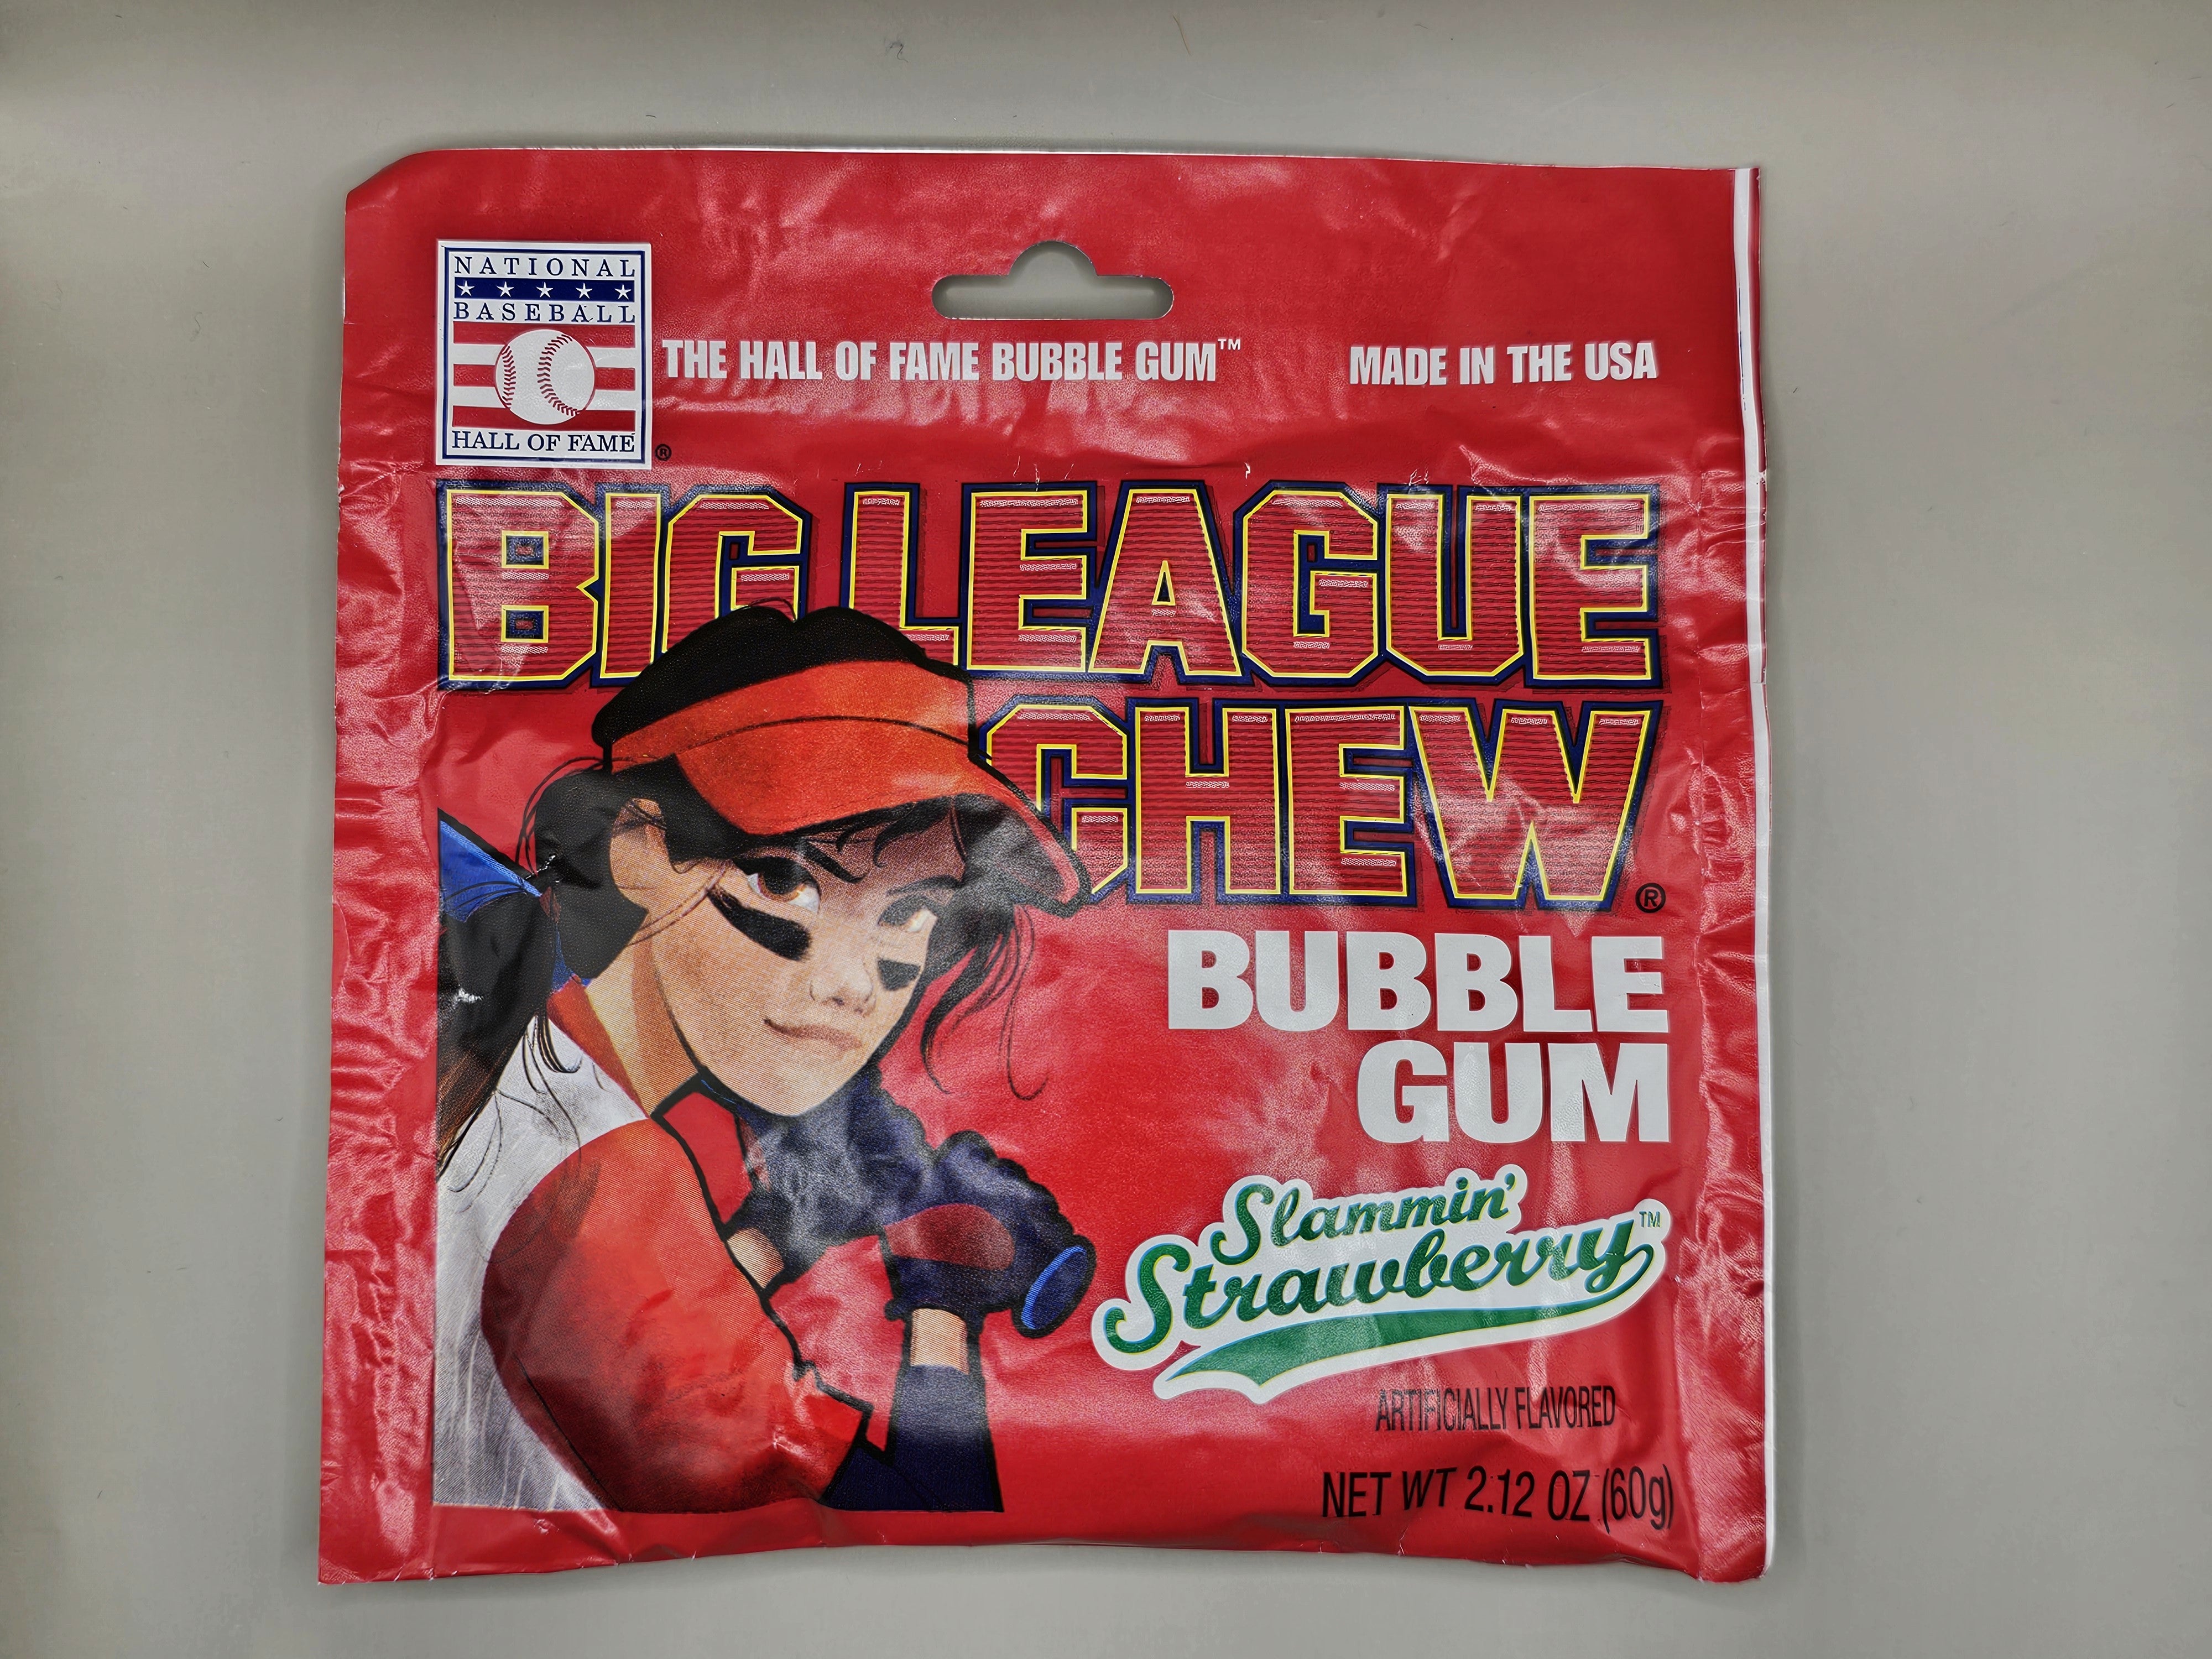 NATIONAL
BASEBALL
HALL OF FAME
®
THE HALL OF FAME BUBBLE GUM™
MADE IN THE USA
BIG LEAGUE
CHEW®
BUBBLE
GUM
Slammin'
Strawberry™
ARTIFICIALLY FLAVORED
NET WT 2.12 OZ (60g)